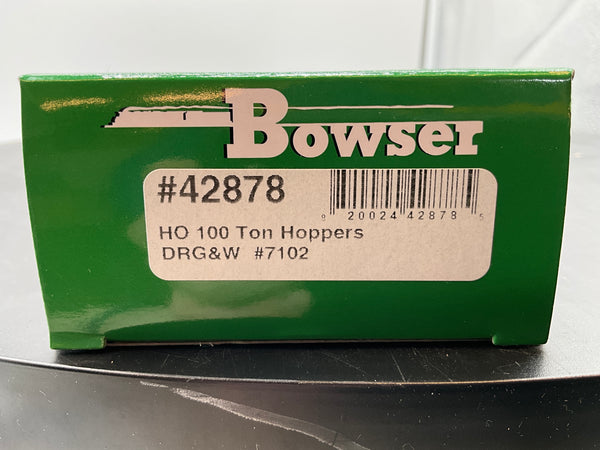 Bowser
#42878
8 20024 42878 5
HO 100 Ton Hoppers
DRG&W #7102